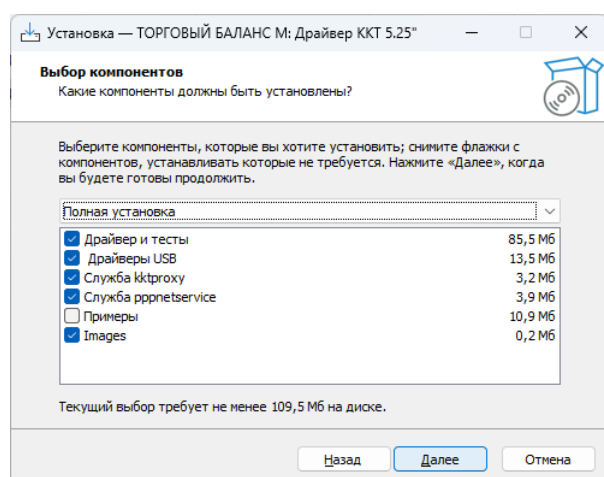 Установка — ТОРГОВЫЙ БАЛАНС М: Драйвер ККТ 5.25"
Выбор компонентов
Какие компоненты должны быть установлены?
Выберите компоненты, которые вы хотите установить; снимите флажки с
компонентов, устанавливать которые не требуется. Нажмите «Далее», когда
вы будете готовы продолжить.
Полная установка
Драйвер и тесты 85,5 Мб
Драйверы USB 13,5 Мб
Служба kktproxy 3,2 Мб
Служба pppnetservice 3,9 Мб
Примеры 10,9 Мб
Images 0,2 Мб
Текущий выбор требует не менее 109,5 Мб на диске.
Назад Далее Отмена